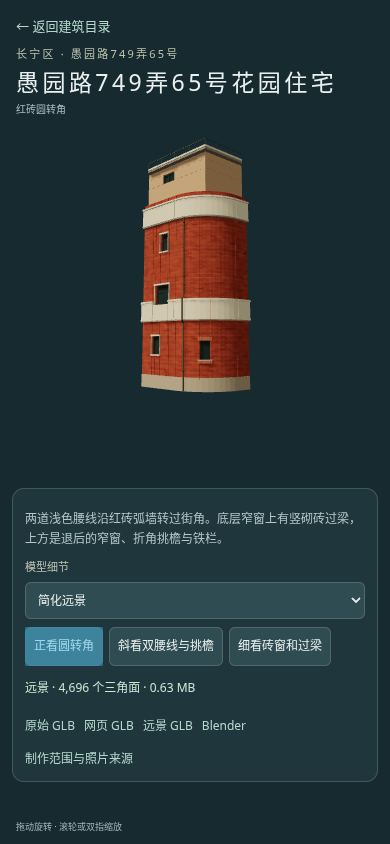 ← 返回建筑目录
长宁区 · 愚园路749弄65号
愚园路749弄65号花园住宅
红砖圆转角
两道浅色腰线沿红砖弧墙转过街角。底层窄窗上有竖砌砖过梁，
上方是退后的窄窗、折角挑檐与铁栏。
模型细节
简化远景
正看圆转角 斜看双腰线与挑檐 细看砖窗和过梁
远景 · 4,696 个三角面 · 0.63 MB
原始 GLB 网页 GLB 远景 GLB Blender
制作范围与照片来源
拖动旋转 · 滚轮或双指缩放